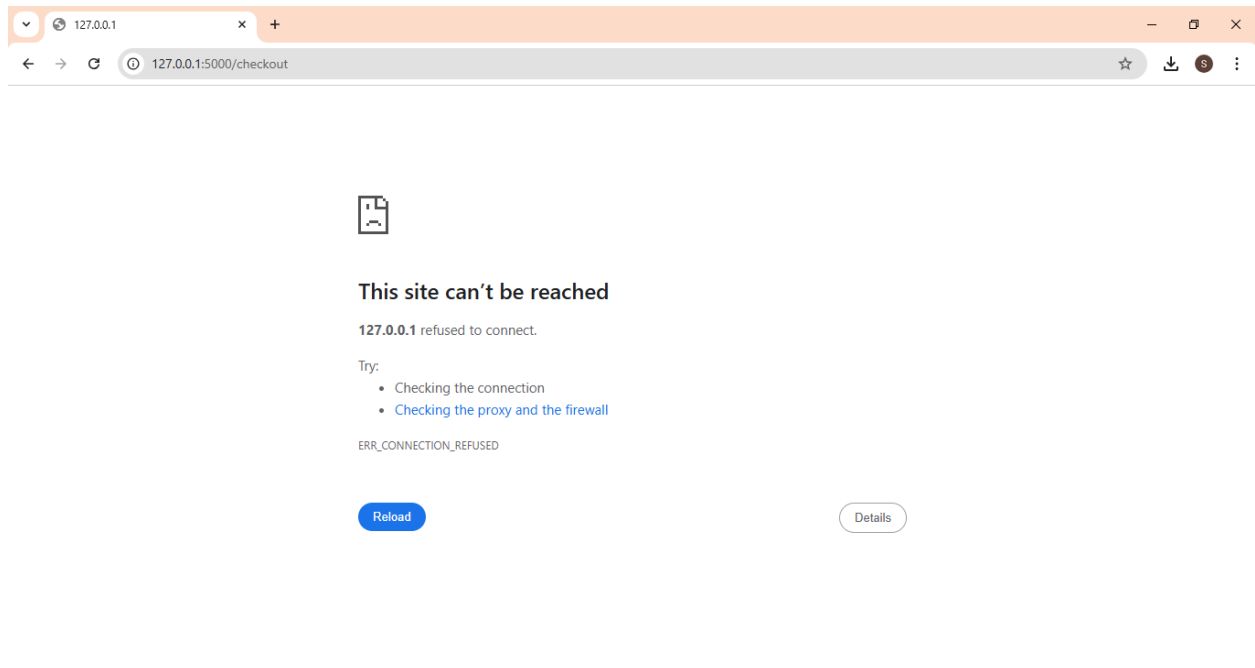 127.0.0.1
127.0.0.1:5000/checkout
S
This site can’t be reached
127.0.0.1 refused to connect.
Try:
• Checking the connection
• Checking the proxy and the firewall
ERR_CONNECTION_REFUSED
Reload
Details